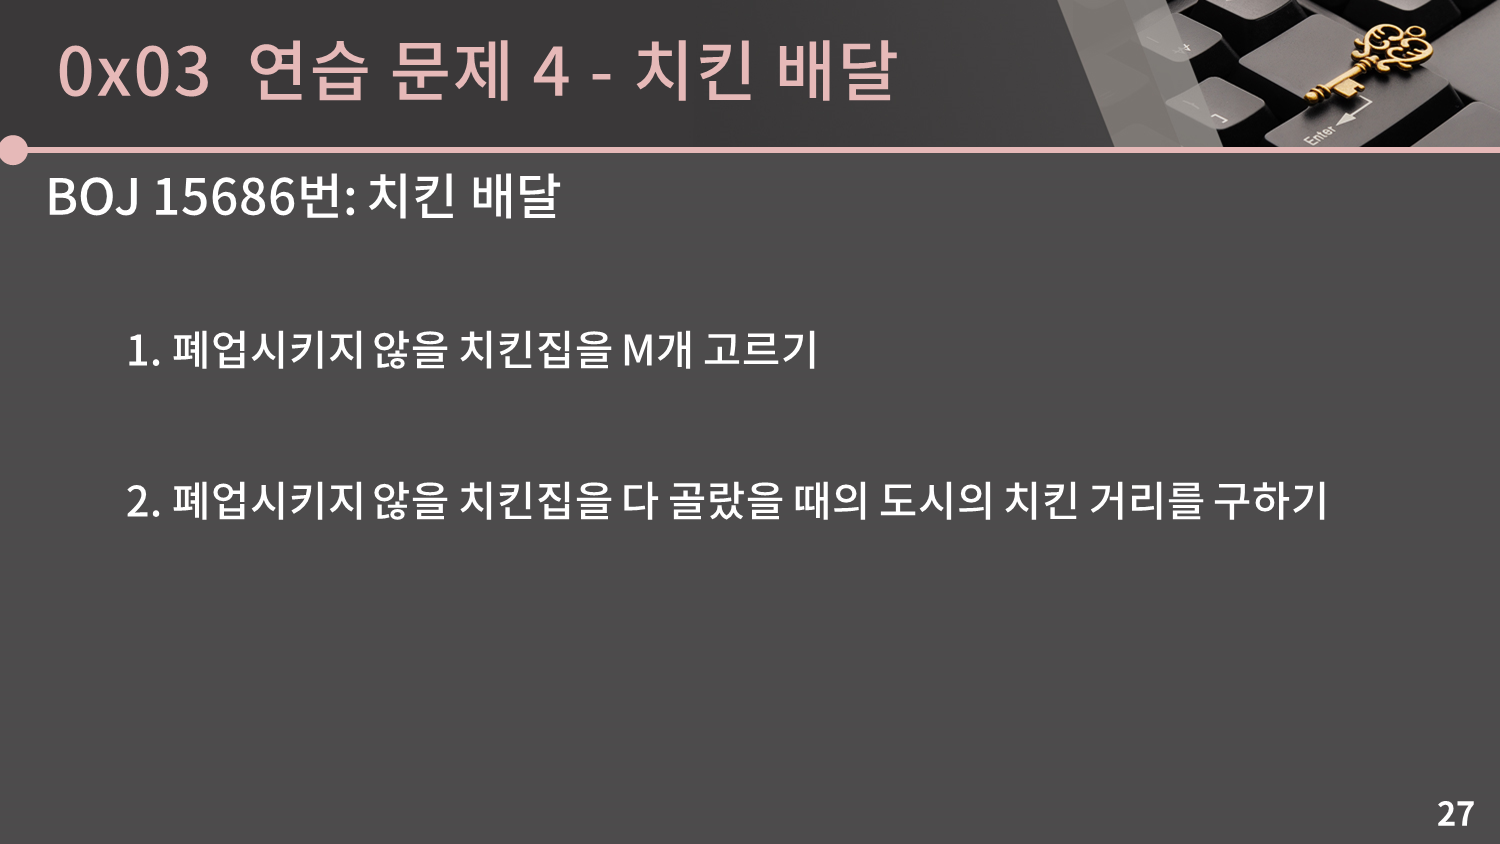 0x03 연습 문제 4 - 치킨 배달
BOJ 15686번: 치킨 배달
1. 폐업시키지 않을 치킨집을 M개 고르기
2. 폐업시키지 않을 치킨집을 다 골랐을 때의 도시의 치킨 거리를 구하기
Enter
27